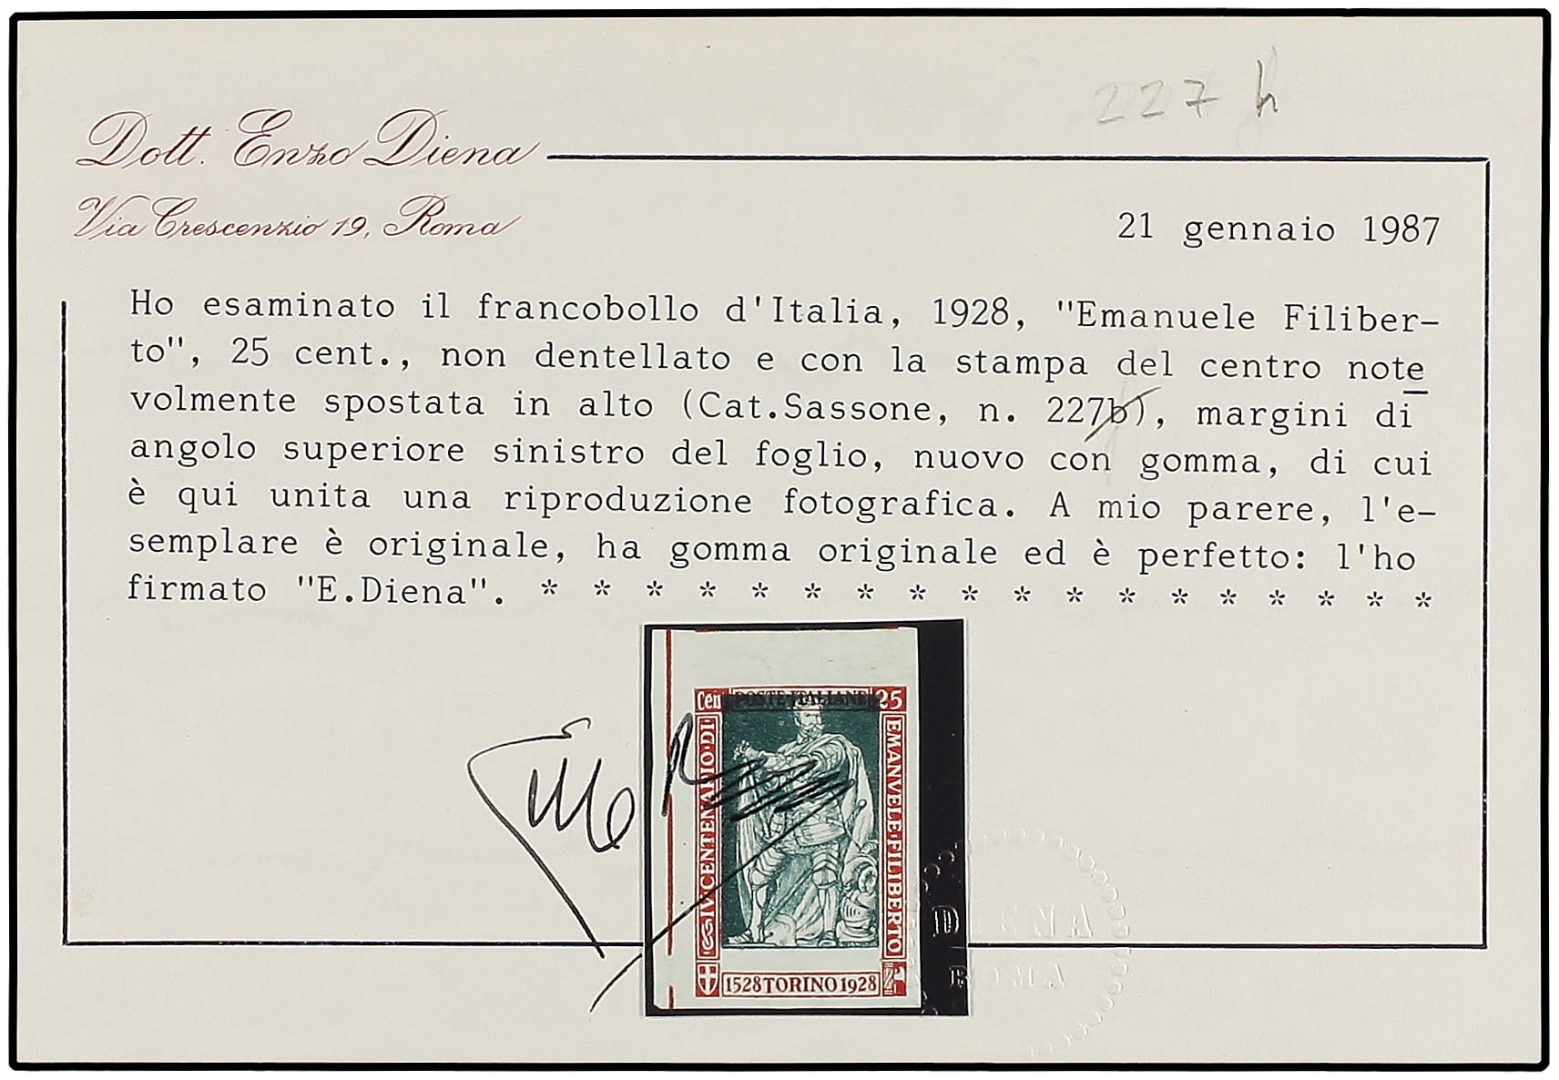 227 h
Dott. Enzo Diena
Via Crescenzio 19, Roma
21 gennaio 1987
Ho esaminato il francobollo d'Italia, 1928, "Emanuele Filiber-
to", 25 cent., non dentellato e con la stampa del centro note
volmente spostata in alto (Cat.Sassone, n. 227b), margini di
angolo superiore sinistro del foglio, nuovo con gomma, di cui
è qui unita una riproduzione fotografica. A mio parere, l'e-
semplare è originale, ha gomma originale ed è perfetto: l'ho
firmato "E.Diena". * * * * * * * * * * * * * * * * * *
Cen POSTE ITALIANE 25
IV CENTENARIO·DI
EMANVELE·FILIBERTO
1528 TORINO 1928
DIENA
ROMA